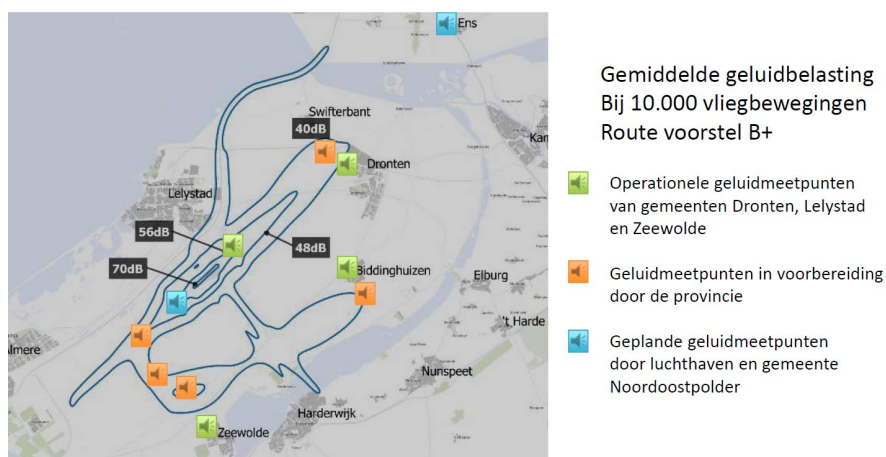 Ens
Swifterbant
40dB
Dronten
Kam
Lelystad
56dB
48dB
70dB
Biddinghuizen
Elburg
't Harde
Almere
Nunspeet
Harderwijk
Zeewolde
Gemiddelde geluidbelasting
Bij 10.000 vliegbewegingen
Route voorstel B+
Operationele geluidmeetpunten
van gemeenten Dronten, Lelystad
en Zeewolde
Geluidmeetpunten in voorbereiding
door de provincie
Geplande geluidmeetpunten
door luchthaven en gemeente
Noordoostpolder